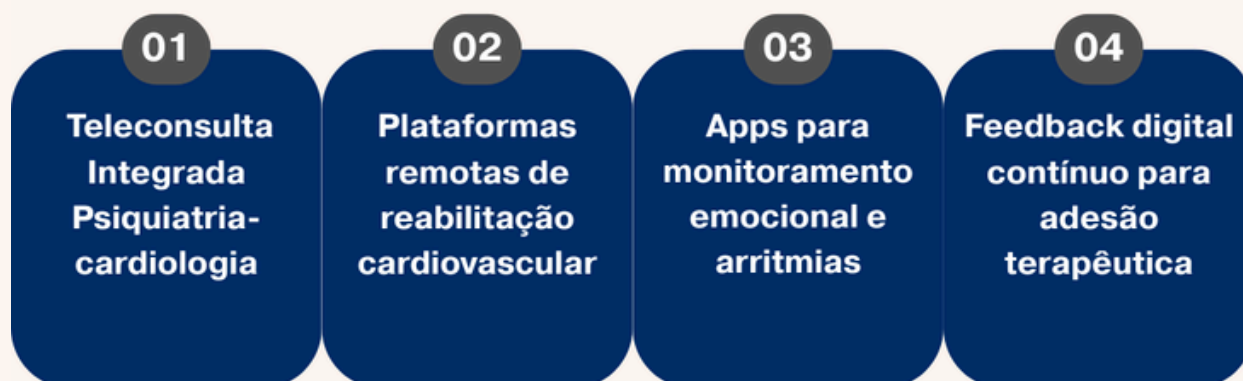 01
Teleconsulta
Integrada
Psiquiatria-
cardiologia
02
Plataformas
remotas de
reabilitação
cardiovascular
03
Apps para
monitoramento
emocional e
arritmias
04
Feedback digital
contínuo para
adesão
terapêutica